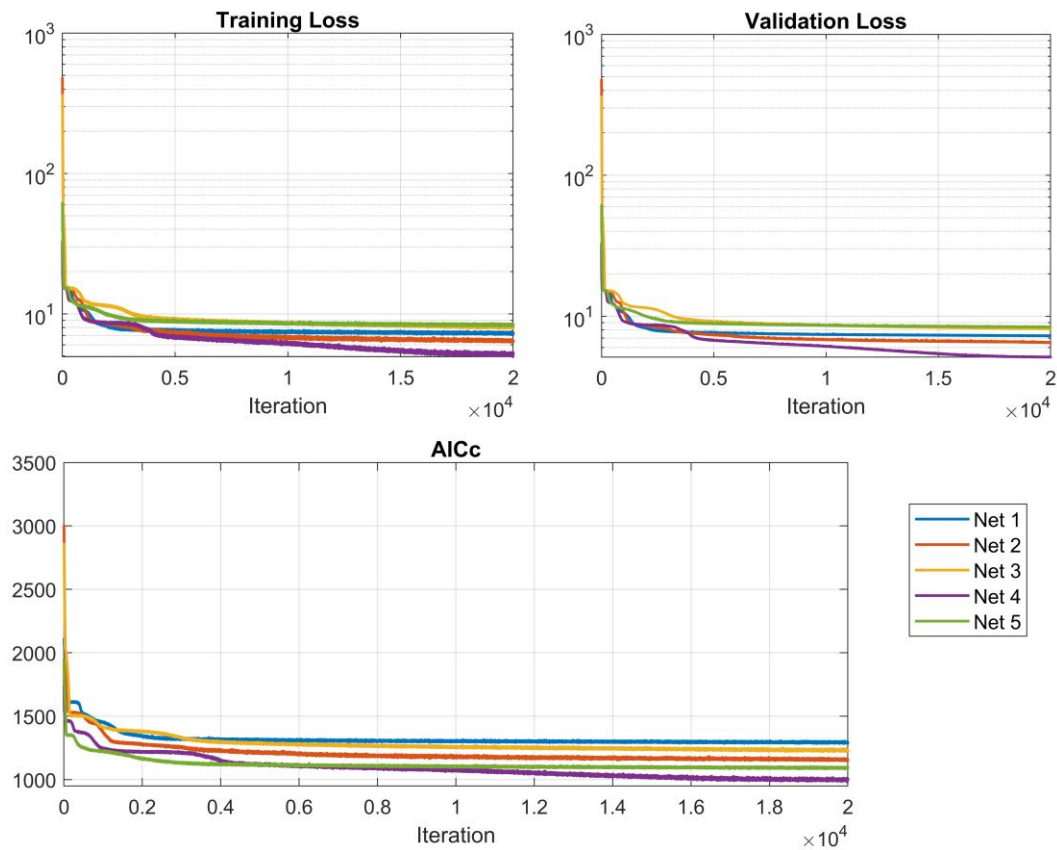 Training Loss
10^3
10^2
10^1
0 0.5 1 1.5 2
Iteration
×10^4
Validation Loss
10^3
10^2
10^1
0 0.5 1 1.5 2
Iteration
×10^4
AICc
3500
3000
2500
2000
1500
1000
0 0.2 0.4 0.6 0.8 1 1.2 1.4 1.6 1.8 2
Iteration
×10^4
Net 1
Net 2
Net 3
Net 4
Net 5